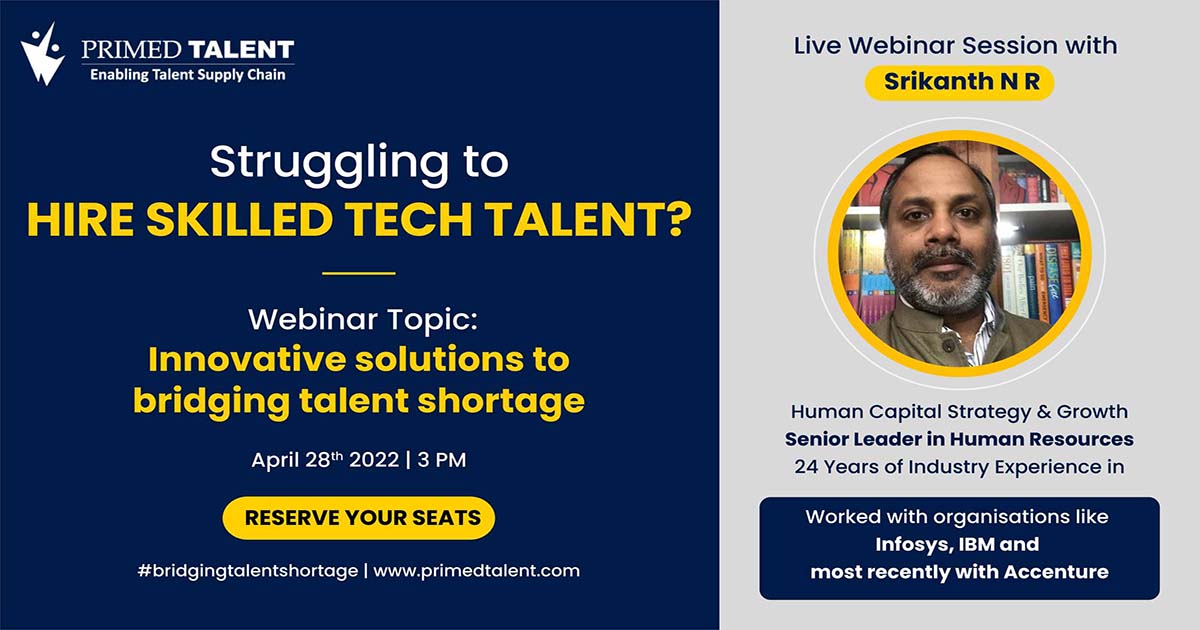 PRIMED TALENT
Enabling Talent Supply Chain
Struggling to
HIRE SKILLED TECH TALENT?
Webinar Topic:
Innovative solutions to
bridging talent shortage
April 28th 2022 | 3 PM
RESERVE YOUR SEATS
#bridgingtalentshortage | www.primedtalent.com
Live Webinar Session with
Srikanth N R
Human Capital Strategy & Growth
Senior Leader in Human Resources
24 Years of Industry Experience in
Worked with organisations like
Infosys, IBM and
most recently with Accenture